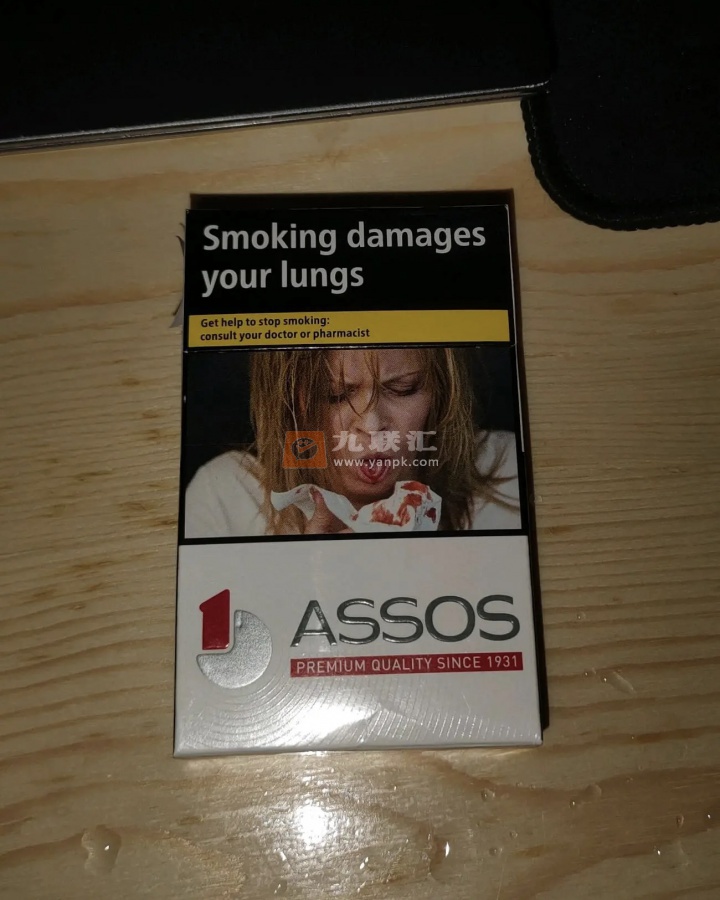 Smoking damages
your lungs
Get help to stop smoking:
consult your doctor or pharmacist
九联汇
www.yanpk.com
1
ASSOS
PREMIUM QUALITY SINCE 1931